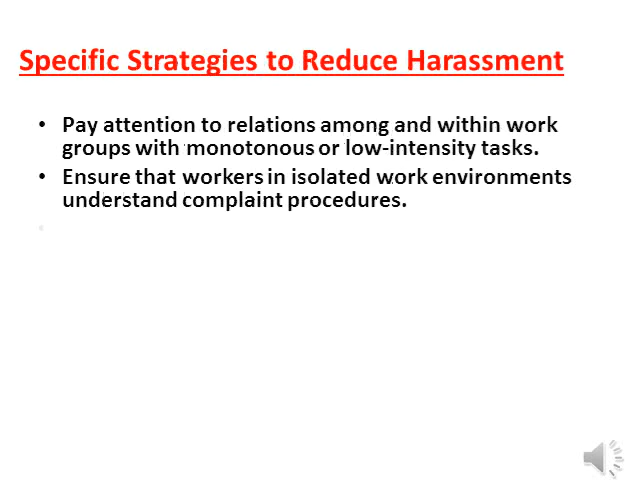 Specific Strategies to Reduce Harassment
• Pay attention to relations among and within work
groups with monotonous or low-intensity tasks.
• Ensure that workers in isolated work environments
understand complaint procedures.